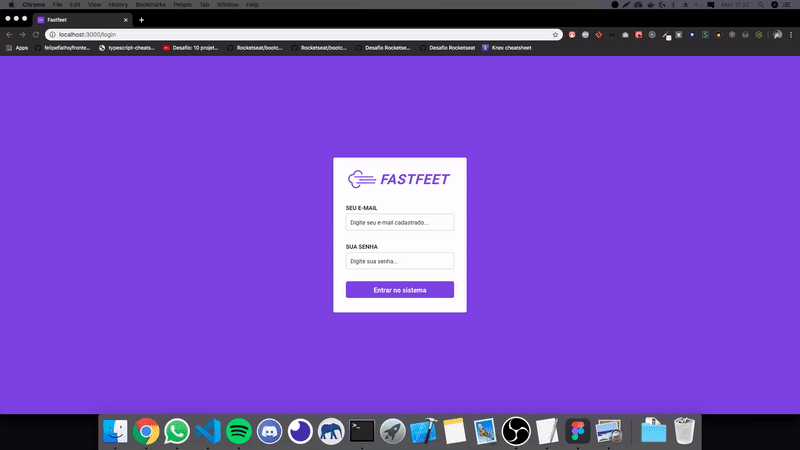 Chrome File Edit View History Bookmarks People Tab Window Help
Mon 17:32
Fastfeet
localhost:3000/login
Apps felipefialho/fronte... typescript-cheats... Desafio: 10 projet... Rocketseat/bootc... Rocketseat/bootc... Desafio Rocketse... Desafio Rocketseat Knex cheatsheet
FASTFEET
SEU E-MAIL
Digite seu e-mail cadastrado...
SUA SENHA
Digite sua senha...
Entrar no sistema